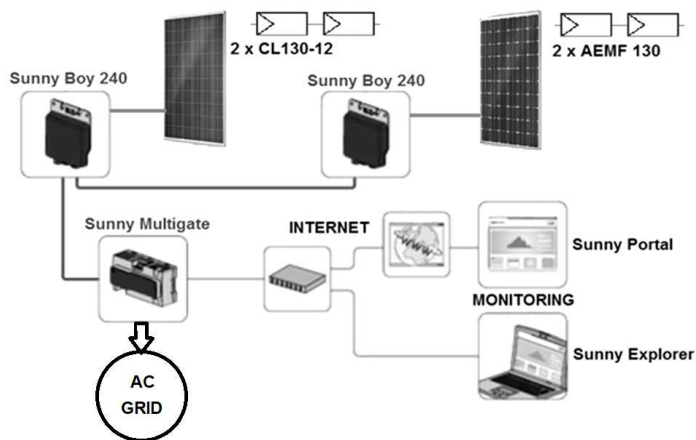 2 x CL130-12
2 x AEMF 130
Sunny Boy 240
Sunny Boy 240
Sunny Multigate
INTERNET
WWW
Sunny Portal
MONITORING
Sunny Explorer
AC
GRID